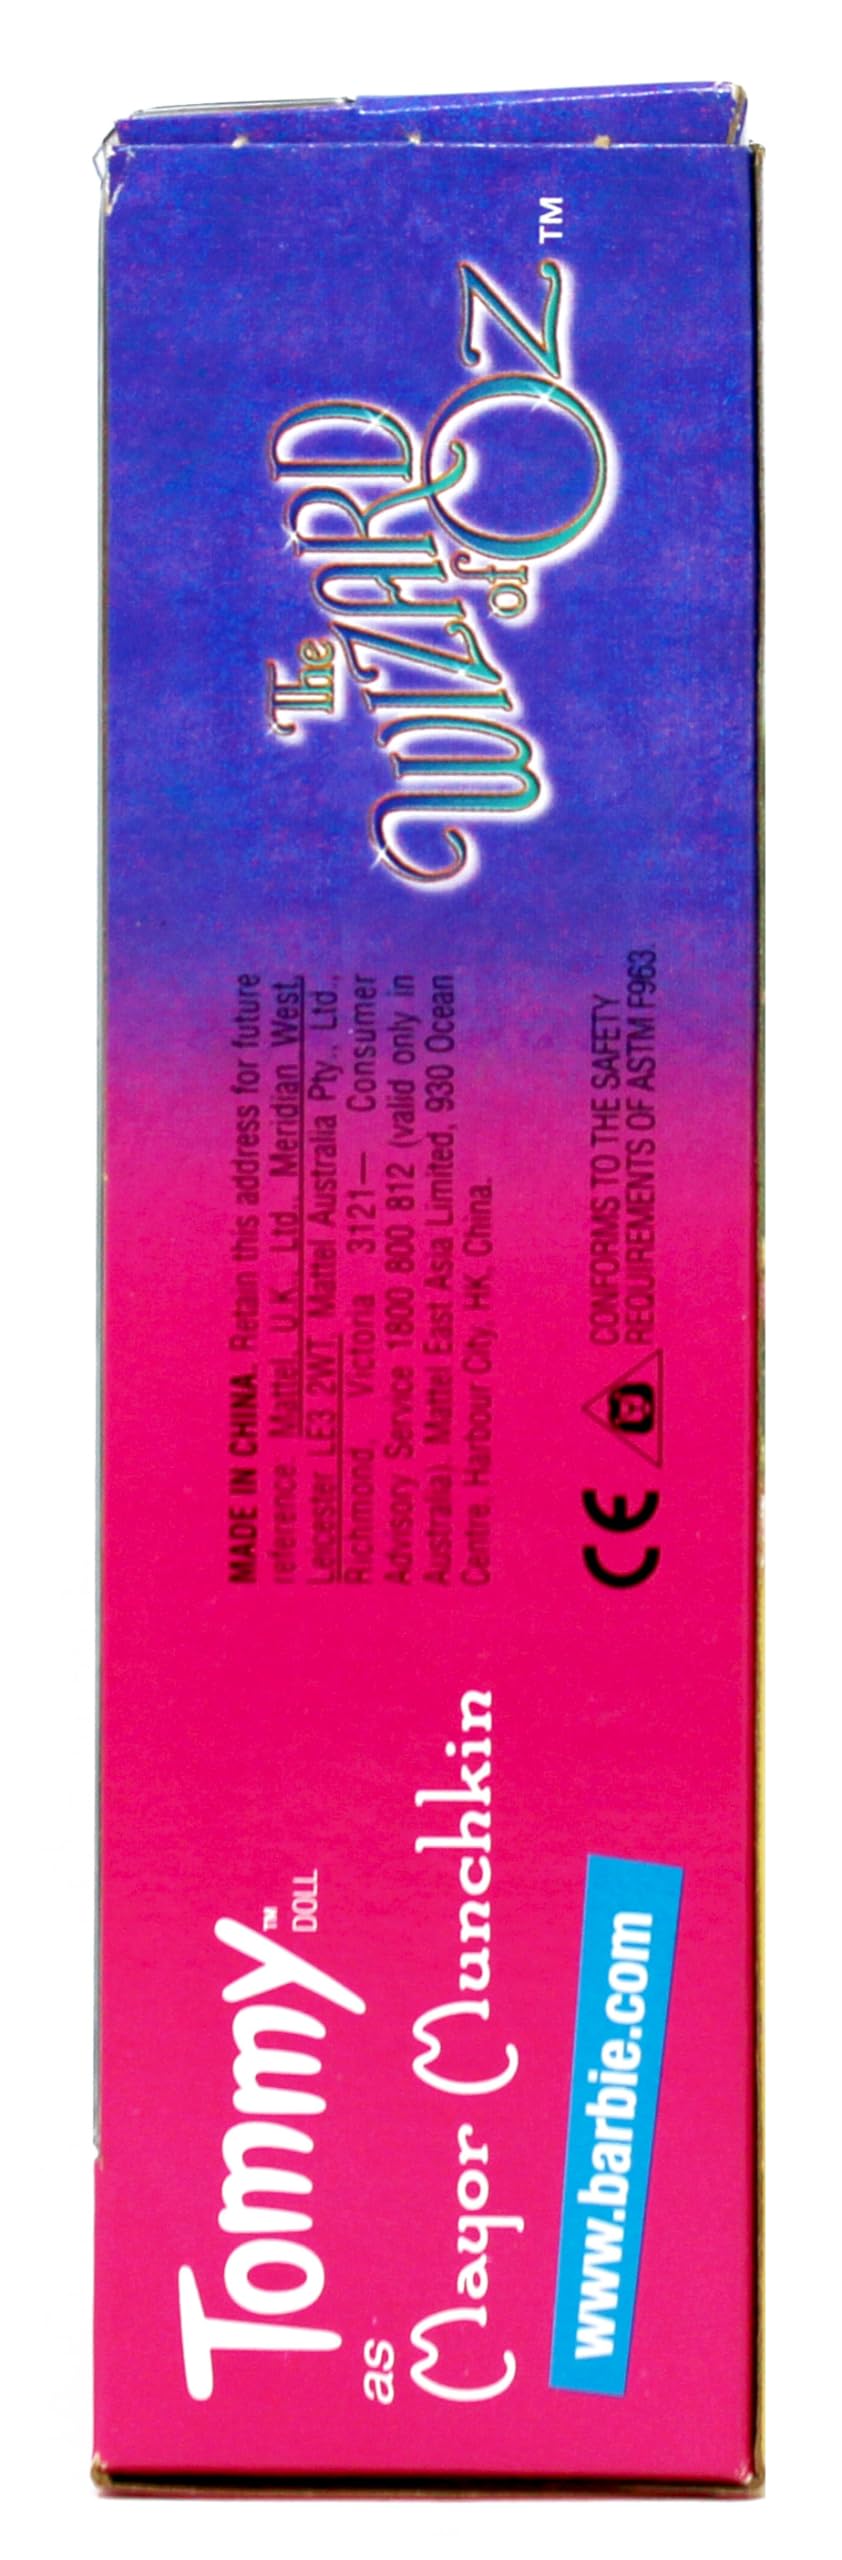 Tommy™
DOLL
as
Mayor Munchkin
www.barbie.com
MADE IN CHINA. Retain this address for future
reference: Mattel U.K. Ltd., Meridian West,
Leicester LE3 2WT. Mattel Australia Pty., Ltd.,
Richmond, Victoria 3121— Consumer
Advisory Service 1800 800 812 (valid only in
Australia). Mattel East Asia Limited, 930 Ocean
Centre, Harbour City, HK, China.
CE
CONFORMS TO THE SAFETY
REQUIREMENTS OF ASTM F963.
The
WIZARD
of OZ™